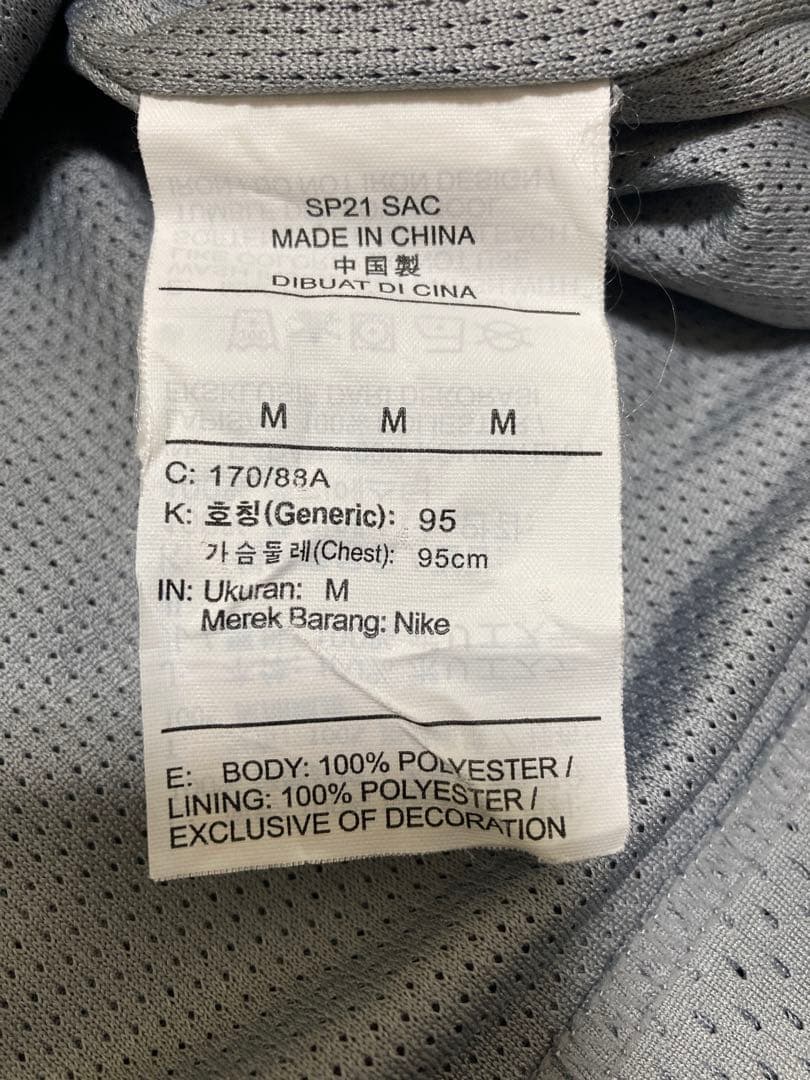 SP21 SAC
MADE IN CHINA
中国製
DIBUAT DI CINA
M M M
C: 170/88A
K: 호칭(Generic): 95
가슴둘레(Chest): 95cm
IN: Ukuran: M
Merek Barang: Nike
E: BODY: 100% POLYESTER /
LINING: 100% POLYESTER /
EXCLUSIVE OF DECORATION